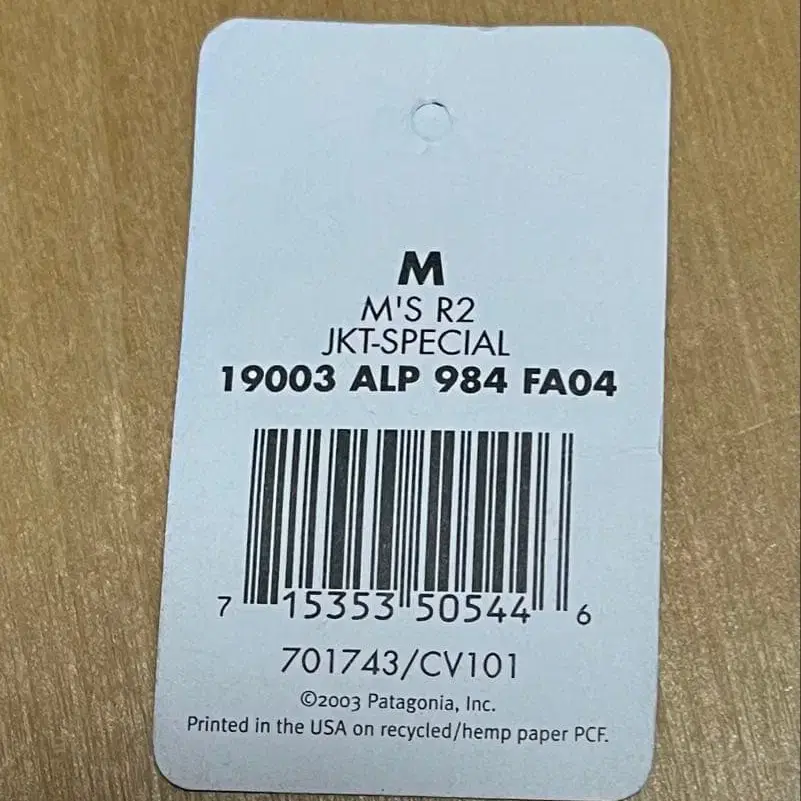 M
M'S R2
JKT-SPECIAL
19003 ALP 984 FA04
7 15353 50544 6
701743/CV101
©2003 Patagonia, Inc.
Printed in the USA on recycled/hemp paper PCF.